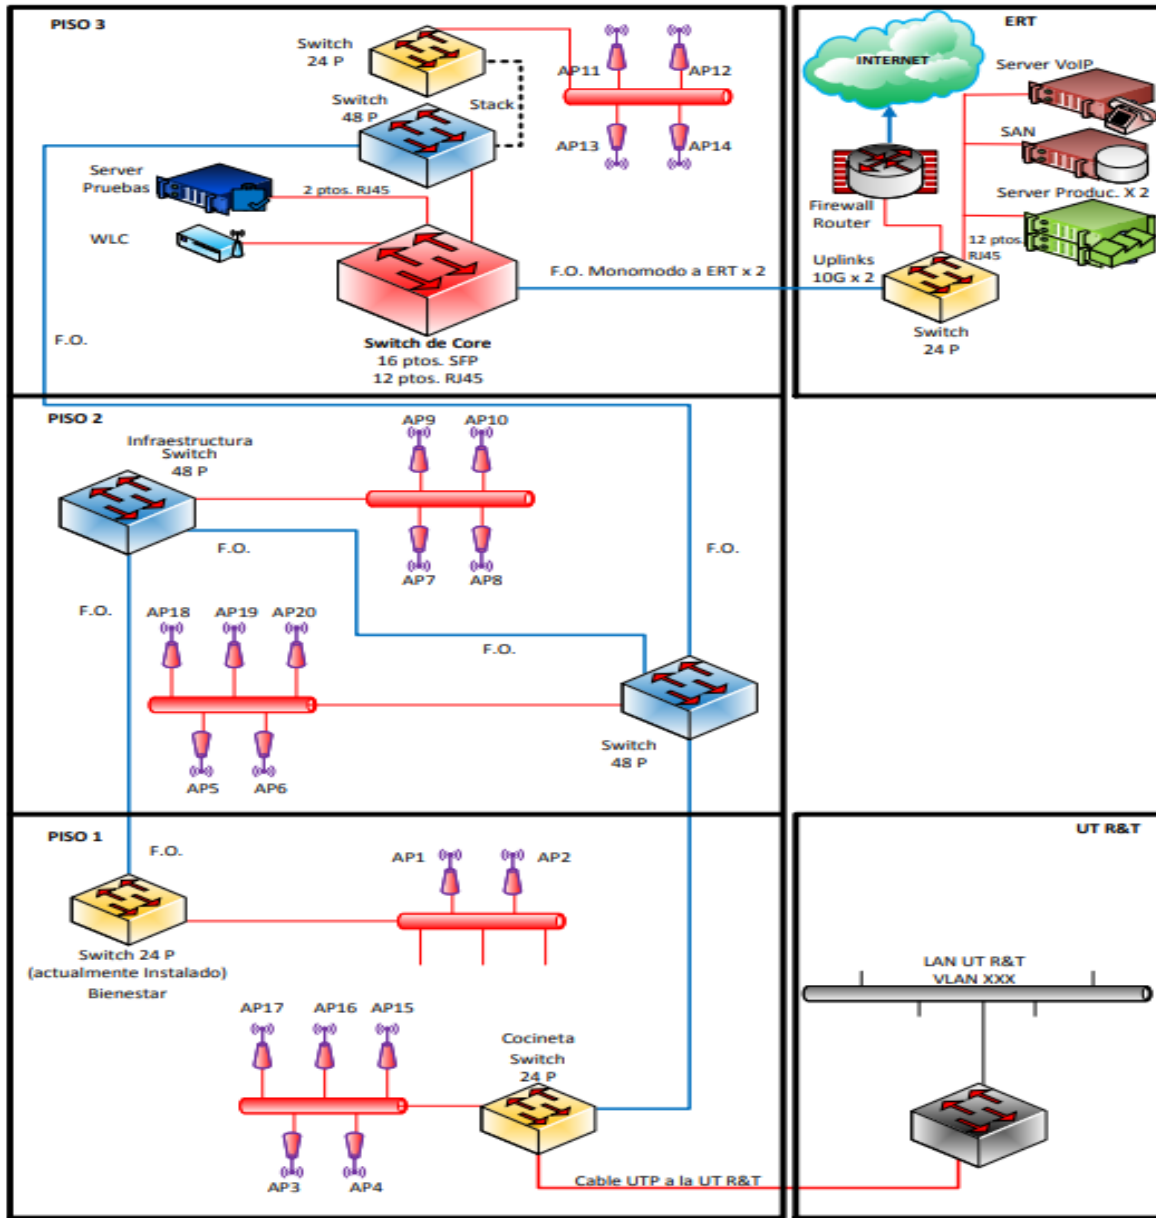 PISO 3
Switch
24 P
Switch
48 P
Stack
AP11
AP12
AP13
AP14
Server
Pruebas
2 ptos. RJ45
WLC
F.O. Monomodo a ERT x 2
Switch de Core
16 ptos. SFP
12 ptos. RJ45
F.O.
ERT
INTERNET
Server VoIP
SAN
Server Produc. X 2
Firewall
Router
12 ptos.
RJ45
Uplinks
10G x 2
Switch
24 P
PISO 2
Infraestructura
Switch
48 P
AP9
AP10
AP7
AP8
F.O.
F.O.
F.O.
AP18
AP19
AP20
F.O.
AP5
AP6
Switch
48 P
PISO 1
F.O.
AP1
AP2
Switch 24 P
(actualmente Instalado)
Bienestar
AP17
AP16
AP15
Cocineta
Switch
24 P
AP3
AP4
Cable UTP a la UT R&T
UT R&T
LAN UT R&T
VLAN XXX